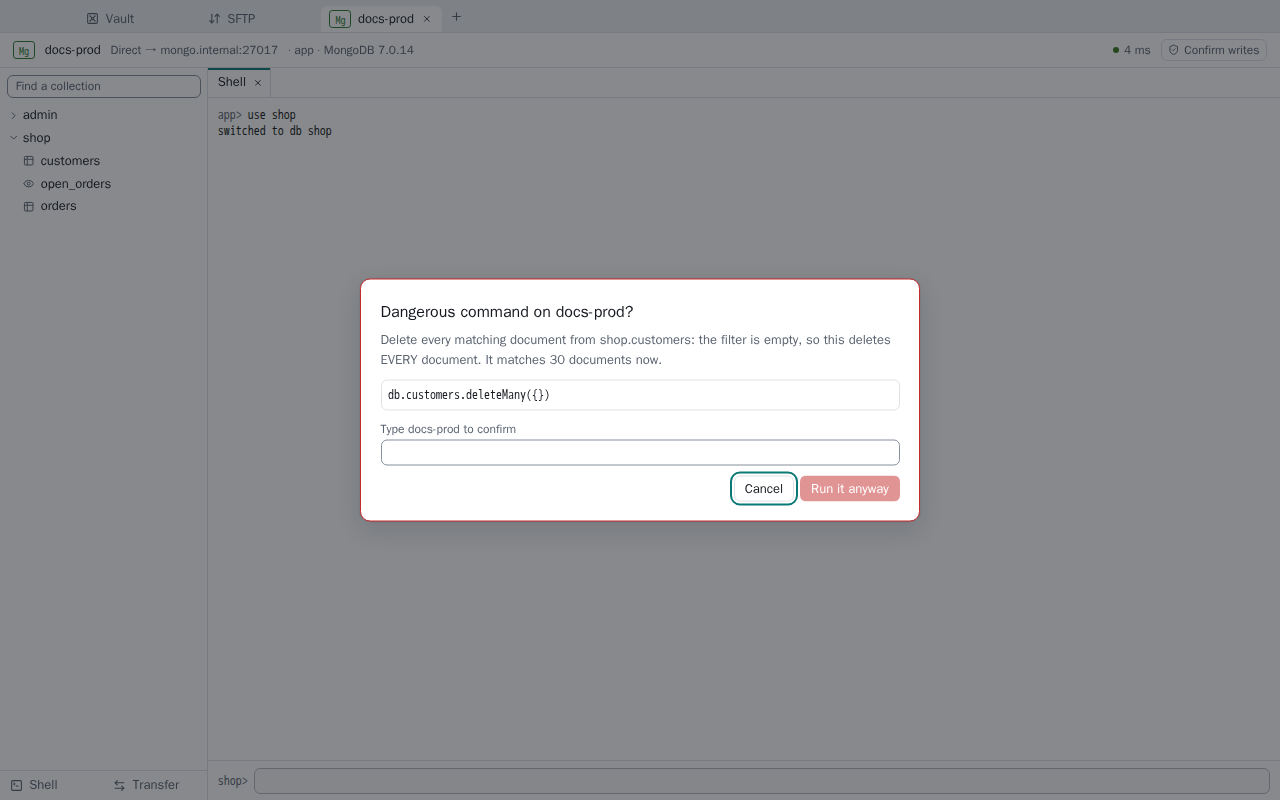 Vault
SFTP
docs-prod
Mg docs-prod Direct → mongo.internal:27017 · app · MongoDB 7.0.14
4 ms
Confirm writes
Find a collection
Shell
admin
shop
customers
open_orders
orders
app> use shop
switched to db shop
Dangerous command on docs-prod?
Delete every matching document from shop.customers: the filter is empty, so this deletes
EVERY document. It matches 30 documents now.
db.customers.deleteMany({})
Type docs-prod to confirm
Cancel
Run it anyway
Shell
Transfer
shop>